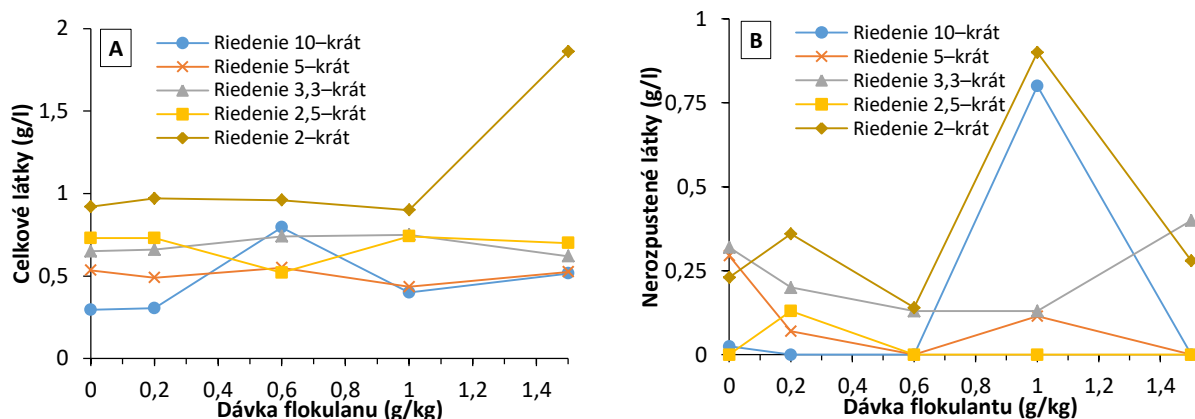 A
Riedenie 10–krát
Riedenie 5–krát
Riedenie 3,3–krát
Riedenie 2,5–krát
Riedenie 2–krát
Celkové látky (g/l)
2
1,5
1
0,5
0
0 0,2 0,4 0,6 0,8 1 1,2 1,4
Dávka flokulanu (g/kg)
B
Riedenie 10–krát
Riedenie 5–krát
Riedenie 3,3–krát
Riedenie 2,5–krát
Riedenie 2–krát
Nerozpustené látky (g/l)
1
0,75
0,5
0,25
0
0 0,2 0,4 0,6 0,8 1 1,2 1,4
Dávka flokulantu (g/kg)